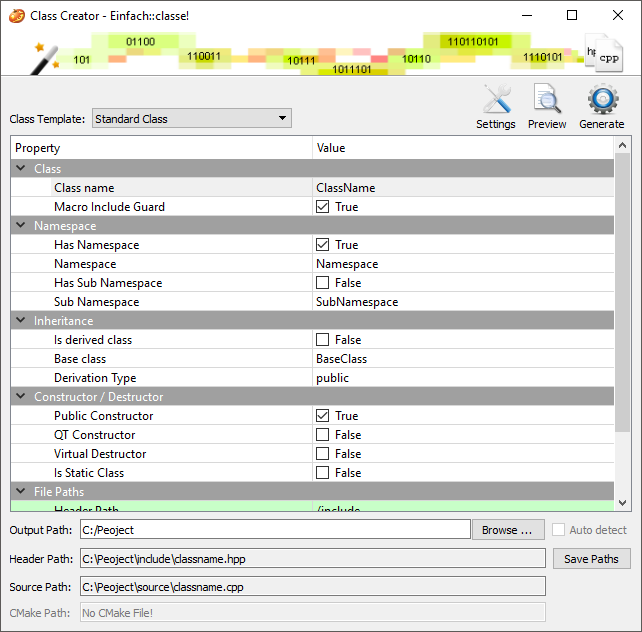 Class Creator - Einfach::classe!
01100
110110101
101
110011
10111
1011101
10110
1110101
cpp
Settings
Preview
Generate
Class Template:
Standard Class
Property
Value
Class
Class name
ClassName
Macro Include Guard
True
Namespace
Has Namespace
True
Namespace
Namespace
Has Sub Namespace
False
Sub Namespace
SubNamespace
Inheritance
Is derived class
False
Base class
BaseClass
Derivation Type
public
Constructor / Destructor
Public Constructor
True
QT Constructor
False
Virtual Destructor
False
Is Static Class
False
File Paths
Header Path
/include
Output Path:
C:/Peoject
Browse ...
Auto detect
Header Path:
C:\Peoject\include\classname.hpp
Save Paths
Source Path:
C:\Peoject\source\classname.cpp
CMake Path:
No CMake File!